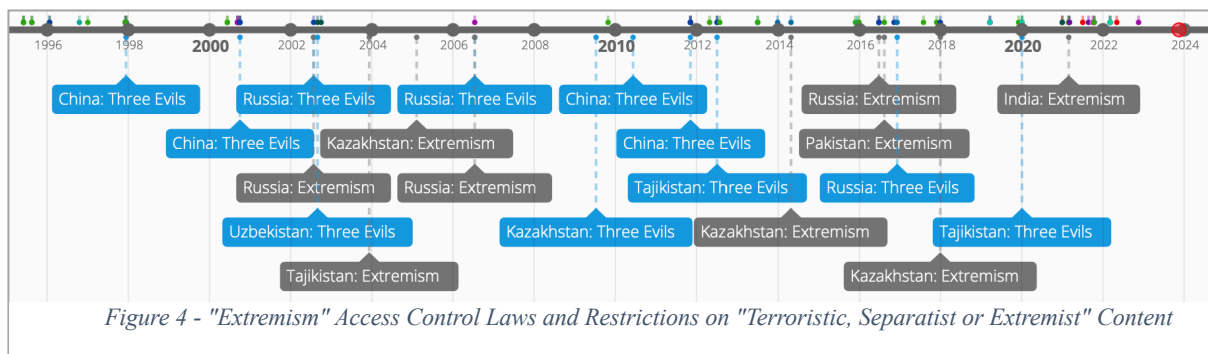 1996 1998 2000 2002 2004 2006 2008 2010 2012 2014 2016 2018 2020 2022 2024
China: Three Evils Russia: Three Evils Russia: Three Evils China: Three Evils Russia: Extremism India: Extremism
China: Three Evils Kazakhstan: Extremism China: Three Evils Pakistan: Extremism
Russia: Extremism Russia: Extremism Tajikistan: Three Evils Russia: Three Evils
Uzbekistan: Three Evils Kazakhstan: Three Evils Kazakhstan: Extremism Tajikistan: Three Evils
Tajikistan: Extremism Kazakhstan: Extremism
Figure 4 - "Extremism" Access Control Laws and Restrictions on "Terroristic, Separatist or Extremist" Content